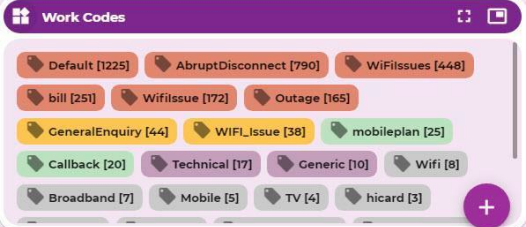 Work Codes
Default [1225] AbruptDisconnect [790] WiFiIssues [448]
bill [251] WifiIssue [172] Outage [165]
GeneralEnquiry [44] WIFI_Issue [38] mobileplan [25]
Callback [20] Technical [17] Generic [10] Wifi [8]
Broadband [7] Mobile [5] TV [4] hicard [3]
+